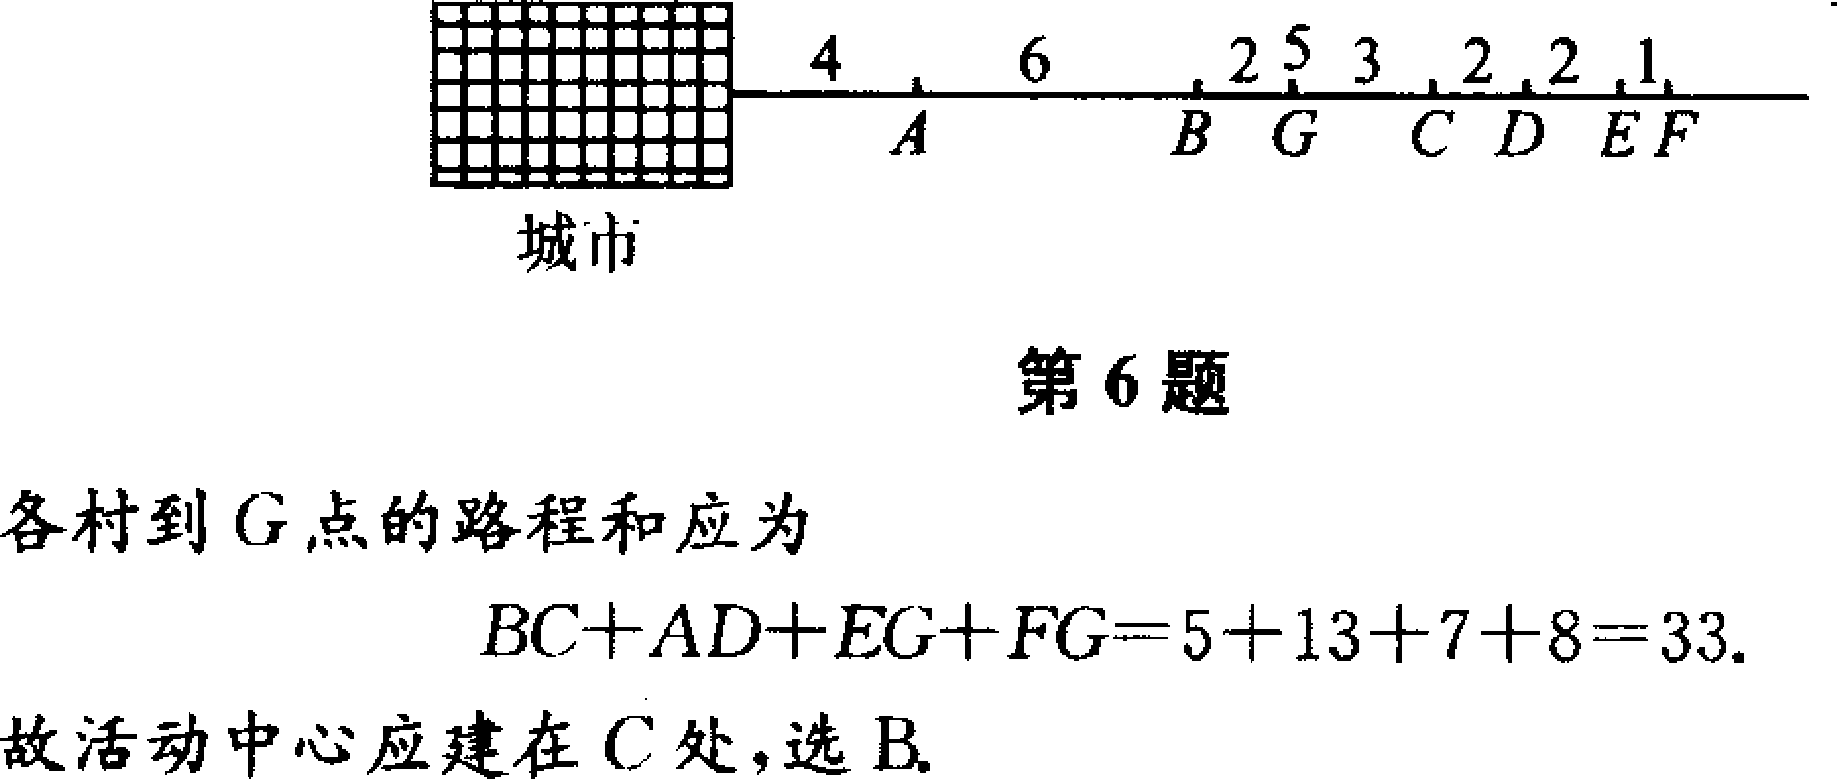 4 6 2 5 3 2 2 1
A B G C D E F
城市
第 6 题
各村到 G 点的路程和应为
BC+AD+EG+FG=5+13+7+8=33.
故活动中心应建在 C 处,选 B.